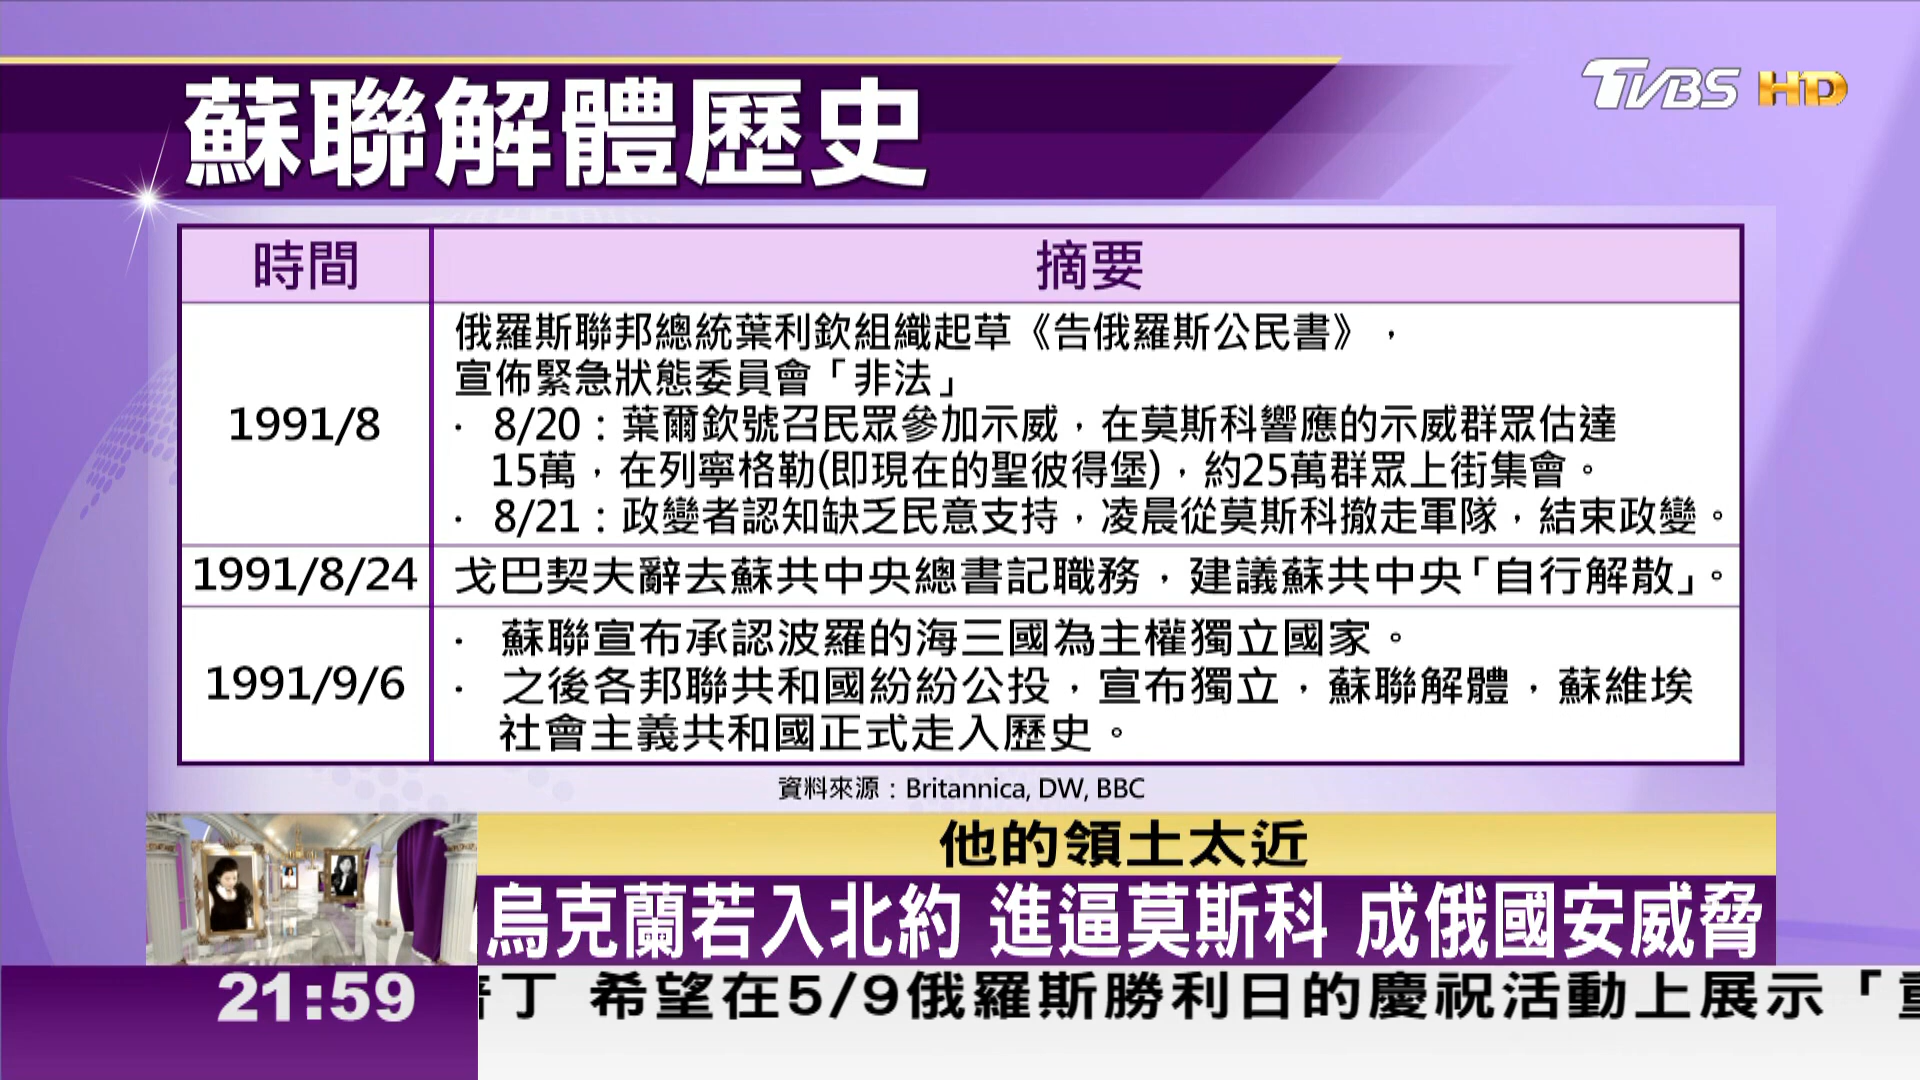 蘇聯解體歷史
TVBS HD
時間
摘要
1991/8
俄羅斯聯邦總統葉利欽組織起草《告俄羅斯公民書》，
宣佈緊急狀態委員會「非法」
· 8/20：葉爾欽號召民眾參加示威，在莫斯科響應的示威群眾估達
15萬，在列寧格勒(即現在的聖彼得堡)，約25萬群眾上街集會。
· 8/21：政變者認知缺乏民意支持，凌晨從莫斯科撤走軍隊，結束政變。
1991/8/24
戈巴契夫辭去蘇共中央總書記職務，建議蘇共中央「自行解散」。
1991/9/6
· 蘇聯宣布承認波羅的海三國為主權獨立國家。
· 之後各邦聯共和國紛紛公投，宣布獨立，蘇聯解體，蘇維埃
社會主義共和國正式走入歷史。
資料來源：Britannica, DW, BBC
他的領土太近
烏克蘭若入北約 進逼莫斯科 成俄國安威脅
21:59
丁 希望在5/9俄羅斯勝利日的慶祝活動上展示「